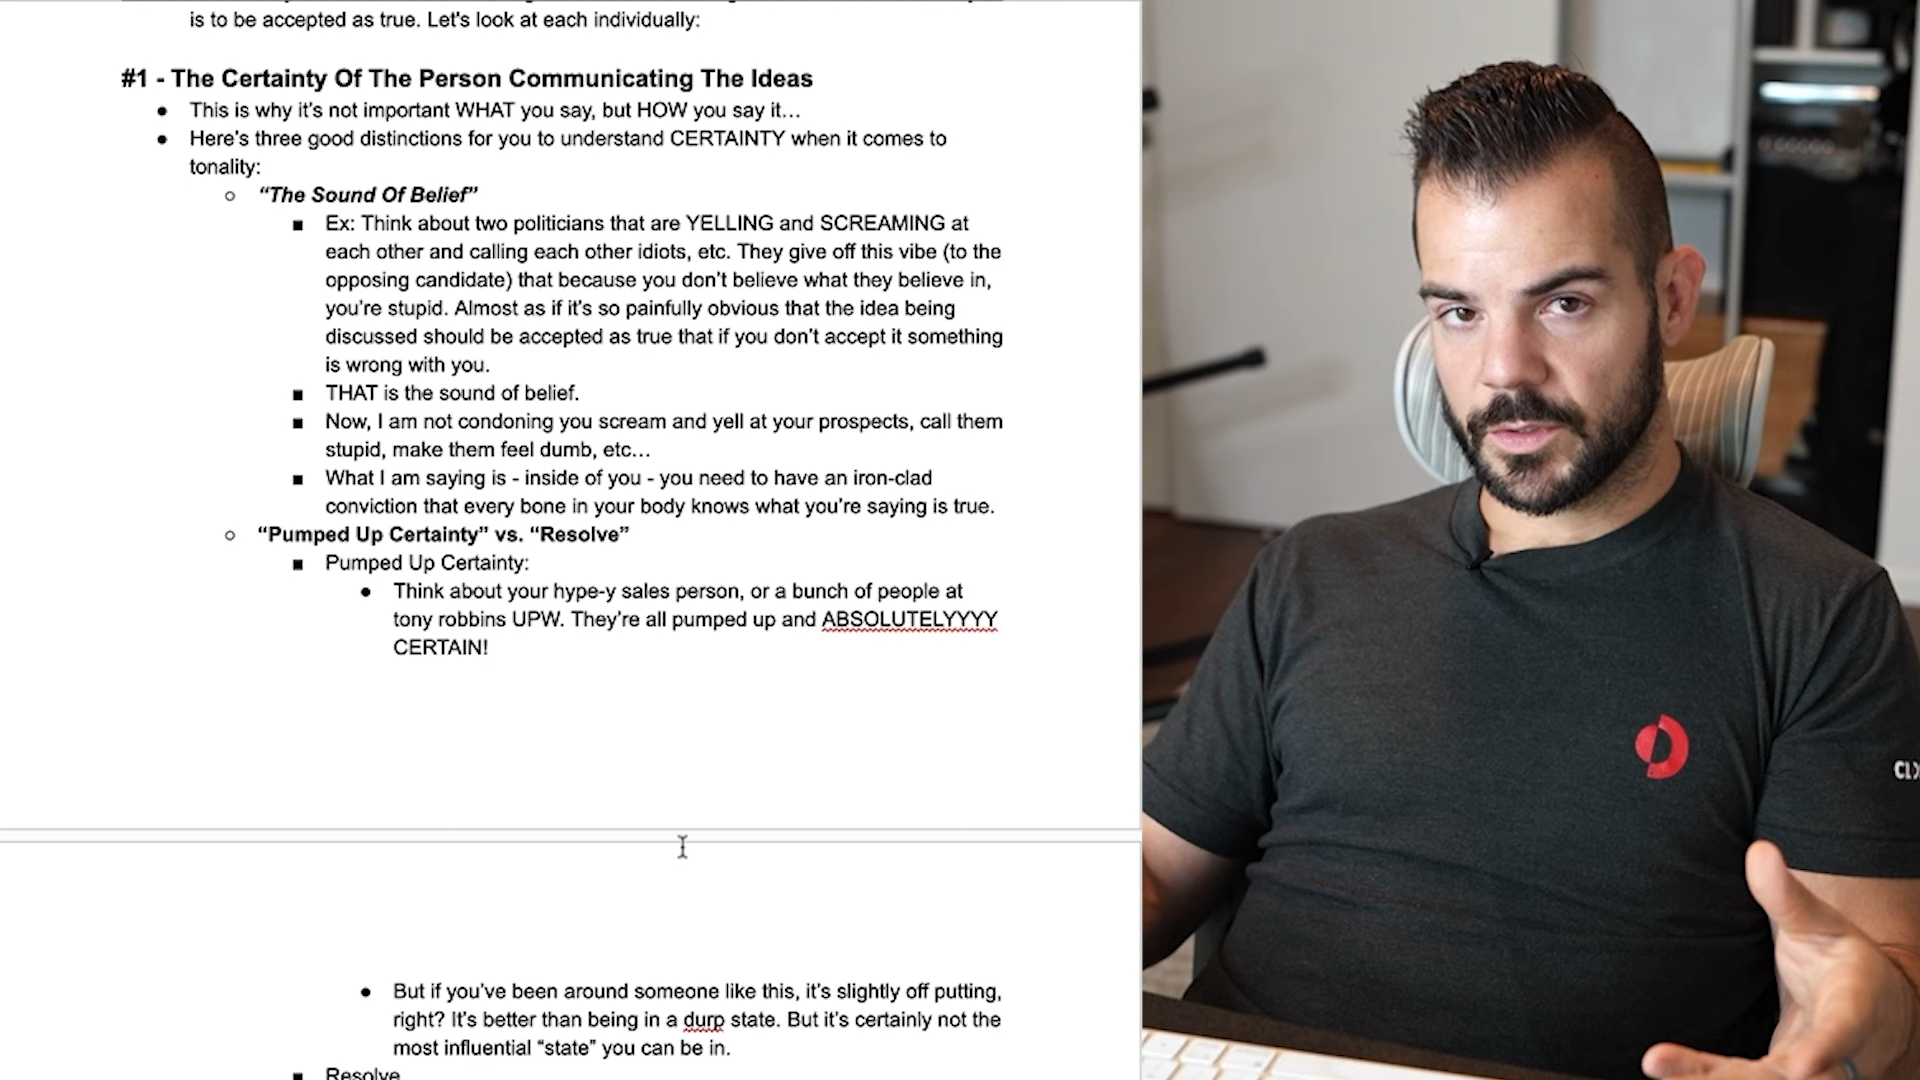 is to be accepted as true. Let's look at each individually:
#1 - The Certainty Of The Person Communicating The Ideas
● This is why it's not important WHAT you say, but HOW you say it...
● Here's three good distinctions for you to understand CERTAINTY when it comes to
tonality:
○ “The Sound Of Belief”
■ Ex: Think about two politicians that are YELLING and SCREAMING at
each other and calling each other idiots, etc. They give off this vibe (to the
opposing candidate) that because you don’t believe what they believe in,
you’re stupid. Almost as if it’s so painfully obvious that the idea being
discussed should be accepted as true that if you don’t accept it something
is wrong with you.
■ THAT is the sound of belief.
■ Now, I am not condoning you scream and yell at your prospects, call them
stupid, make them feel dumb, etc…
■ What I am saying is - inside of you - you need to have an iron-clad
conviction that every bone in your body knows what you’re saying is true.
○ “Pumped Up Certainty” vs. “Resolve”
■ Pumped Up Certainty:
● Think about your hype-y sales person, or a bunch of people at
tony robbins UPW. They’re all pumped up and ABSOLUTELYYYY
CERTAIN!
● But if you’ve been around someone like this, it’s slightly off putting,
right? It’s better than being in a durp state. But it’s certainly not the
most influential “state” you can be in.
■ Resolve